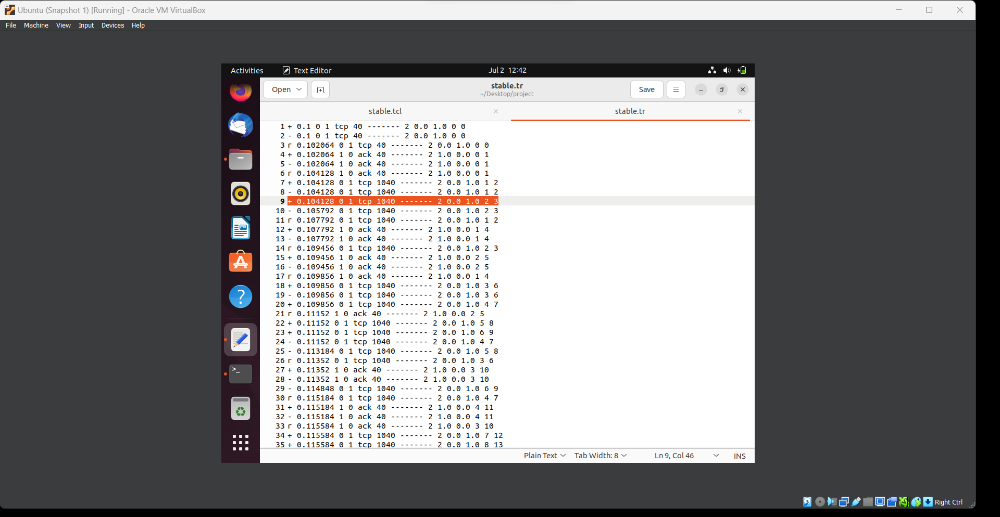 Ubuntu (Snapshot 1) [Running] - Oracle VM VirtualBox
File Machine View Input Devices Help
Activities Text Editor Jul 2 12:42
Open stable.tr Save
~/Desktop/project
stable.tcl stable.tr
1 + 0.1 0 1 tcp 40 ------- 2 0.0 1.0 0 0
2 - 0.1 0 1 tcp 40 ------- 2 0.0 1.0 0 0
3 r 0.102064 0 1 tcp 40 ------- 2 0.0 1.0 0 0
4 + 0.102064 1 0 ack 40 ------- 2 1.0 0.0 0 1
5 - 0.102064 1 0 ack 40 ------- 2 1.0 0.0 0 1
6 r 0.104128 1 0 ack 40 ------- 2 1.0 0.0 0 1
7 + 0.104128 0 1 tcp 1040 ------- 2 0.0 1.0 1 2
8 - 0.104128 0 1 tcp 1040 ------- 2 0.0 1.0 1 2
9 + 0.104128 0 1 tcp 1040 ------- 2 0.0 1.0 2 3
10 - 0.105792 0 1 tcp 1040 ------- 2 0.0 1.0 2 3
11 r 0.107792 0 1 tcp 1040 ------- 2 0.0 1.0 1 2
12 + 0.107792 1 0 ack 40 ------- 2 1.0 0.0 1 4
13 - 0.107792 1 0 ack 40 ------- 2 1.0 0.0 1 4
14 r 0.109456 0 1 tcp 1040 ------- 2 0.0 1.0 2 3
15 + 0.109456 1 0 ack 40 ------- 2 1.0 0.0 2 5
16 - 0.109456 1 0 ack 40 ------- 2 1.0 0.0 2 5
17 r 0.109856 1 0 ack 40 ------- 2 1.0 0.0 1 4
18 + 0.109856 0 1 tcp 1040 ------- 2 0.0 1.0 3 6
19 - 0.109856 0 1 tcp 1040 ------- 2 0.0 1.0 3 6
20 + 0.109856 0 1 tcp 1040 ------- 2 0.0 1.0 4 7
21 r 0.11152 1 0 ack 40 ------- 2 1.0 0.0 2 5
22 + 0.11152 0 1 tcp 1040 ------- 2 0.0 1.0 5 8
23 + 0.11152 0 1 tcp 1040 ------- 2 0.0 1.0 6 9
24 - 0.11152 0 1 tcp 1040 ------- 2 0.0 1.0 4 7
25 - 0.113184 0 1 tcp 1040 ------- 2 0.0 1.0 5 8
26 r 0.11352 0 1 tcp 1040 ------- 2 0.0 1.0 3 6
27 + 0.11352 1 0 ack 40 ------- 2 1.0 0.0 3 10
28 - 0.11352 1 0 ack 40 ------- 2 1.0 0.0 3 10
29 - 0.114848 0 1 tcp 1040 ------- 2 0.0 1.0 6 9
30 r 0.115184 0 1 tcp 1040 ------- 2 0.0 1.0 4 7
31 + 0.115184 1 0 ack 40 ------- 2 1.0 0.0 4 11
32 - 0.115184 1 0 ack 40 ------- 2 1.0 0.0 4 11
33 r 0.115584 1 0 ack 40 ------- 2 1.0 0.0 3 10
34 + 0.115584 0 1 tcp 1040 ------- 2 0.0 1.0 7 12
35 + 0.115584 0 1 tcp 1040 ------- 2 0.0 1.0 8 13
Plain Text Tab Width: 8 Ln 9, Col 46 INS
Right Ctrl